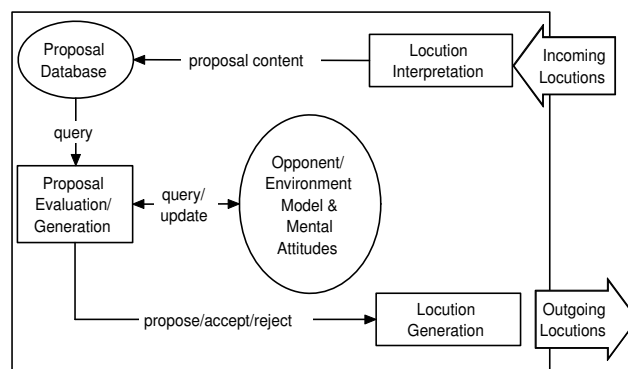 Proposal
Database
proposal content
Locution
Interpretation
Incoming
Locutions
query
Proposal
Evaluation/
Generation
query/
update
Opponent/
Environment
Model &
Mental
Attitudes
propose/accept/reject
Locution
Generation
Outgoing
Locutions